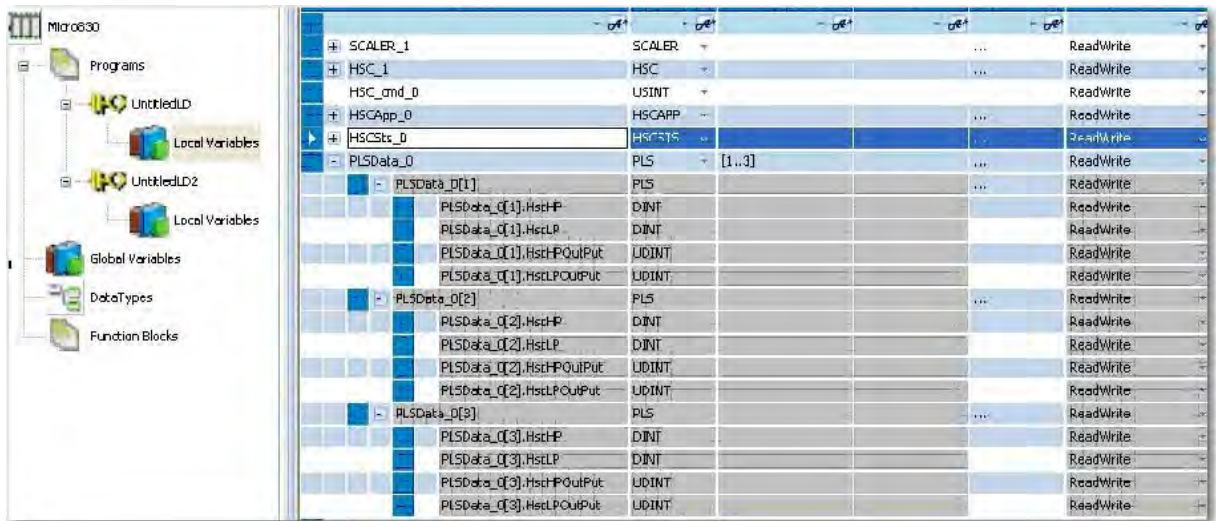 Micro830
Programs
UntitledLD
Local Variables
UntitledLD2
Local Variables
Global Variables
DataTypes
Function Blocks
SCALER_1 SCALER ... ReadWrite
HSC_1 HSC ... ReadWrite
HSC_cmd_0 USINT ReadWrite
HSCApp_0 HSCAPP ... ReadWrite
HSCSts_0 HSCSTS ... ReadWrite
PLSData_0 PLS [1..3] ... ReadWrite
PLSData_0[1] PLS ... ReadWrite
PLSData_0[1].HscHP DINT ReadWrite
PLSData_0[1].HscLP DINT ReadWrite
PLSData_0[1].HscHPOutPut UDINT ReadWrite
PLSData_0[1].HscLPOutPut UDINT ReadWrite
PLSData_0[2] PLS ... ReadWrite
PLSData_0[2].HscHP DINT ReadWrite
PLSData_0[2].HscLP DINT ReadWrite
PLSData_0[2].HscHPOutPut UDINT ReadWrite
PLSData_0[2].HscLPOutPut UDINT ReadWrite
PLSData_0[3] PLS ... ReadWrite
PLSData_0[3].HscHP DINT ReadWrite
PLSData_0[3].HscLP DINT ReadWrite
PLSData_0[3].HscHPOutPut UDINT ReadWrite
PLSData_0[3].HscLPOutPut UDINT ReadWrite